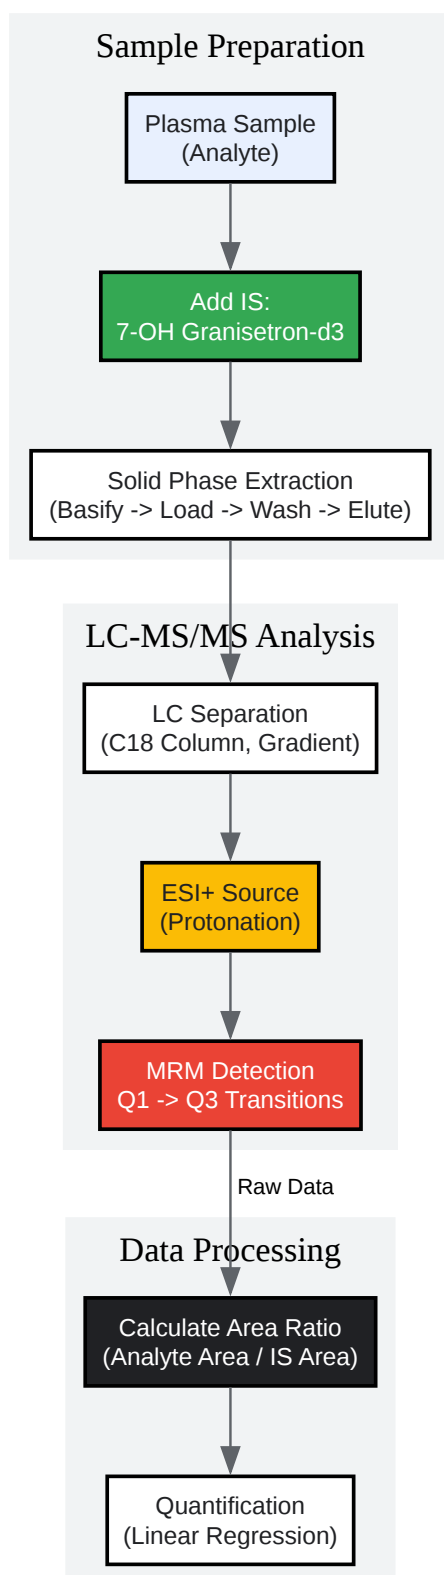 Sample Preparation
Plasma Sample
(Analyte)
Add IS:
7-OH Granisetron-d3
Solid Phase Extraction
(Basify -> Load -> Wash -> Elute)
LC-MS/MS Analysis
LC Separation
(C18 Column, Gradient)
ESI+ Source
(Protonation)
MRM Detection
Q1 -> Q3 Transitions
Raw Data
Data Processing
Calculate Area Ratio
(Analyte Area / IS Area)
Quantification
(Linear Regression)